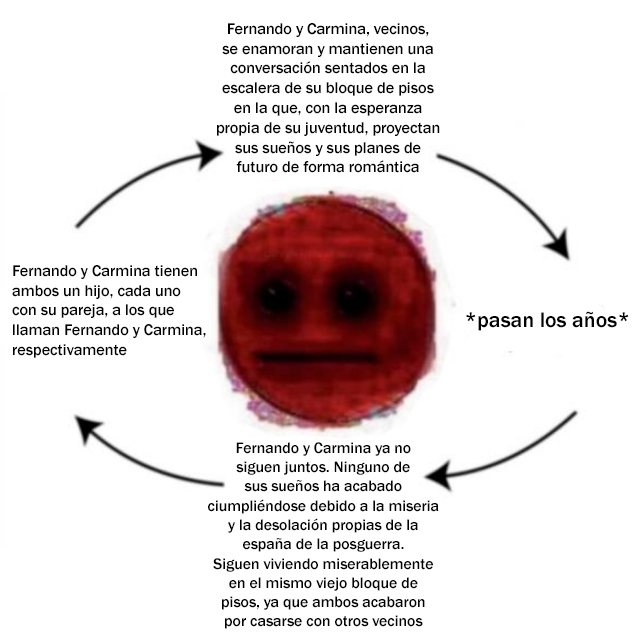 Fernando y Carmina, vecinos,
se enamoran y mantienen una
conversación sentados en la
escalera de su bloque de pisos
en la que, con la esperanza
propia de su juventud, proyectan
sus sueños y sus planes de
futuro de forma romántica
*pasan los años*
Fernando y Carmina ya no
siguen juntos. Ninguno de
sus sueños ha acabado
ciumpliéndose debido a la miseria
y la desolación propias de la
españa de la posguerra.
Siguen viviendo miserablemente
en el mismo viejo bloque de
pisos, ya que ambos acabaron
por casarse con otros vecinos
Fernando y Carmina tienen
ambos un hijo, cada uno
con su pareja, a los que
llaman Fernando y Carmina,
respectivamente